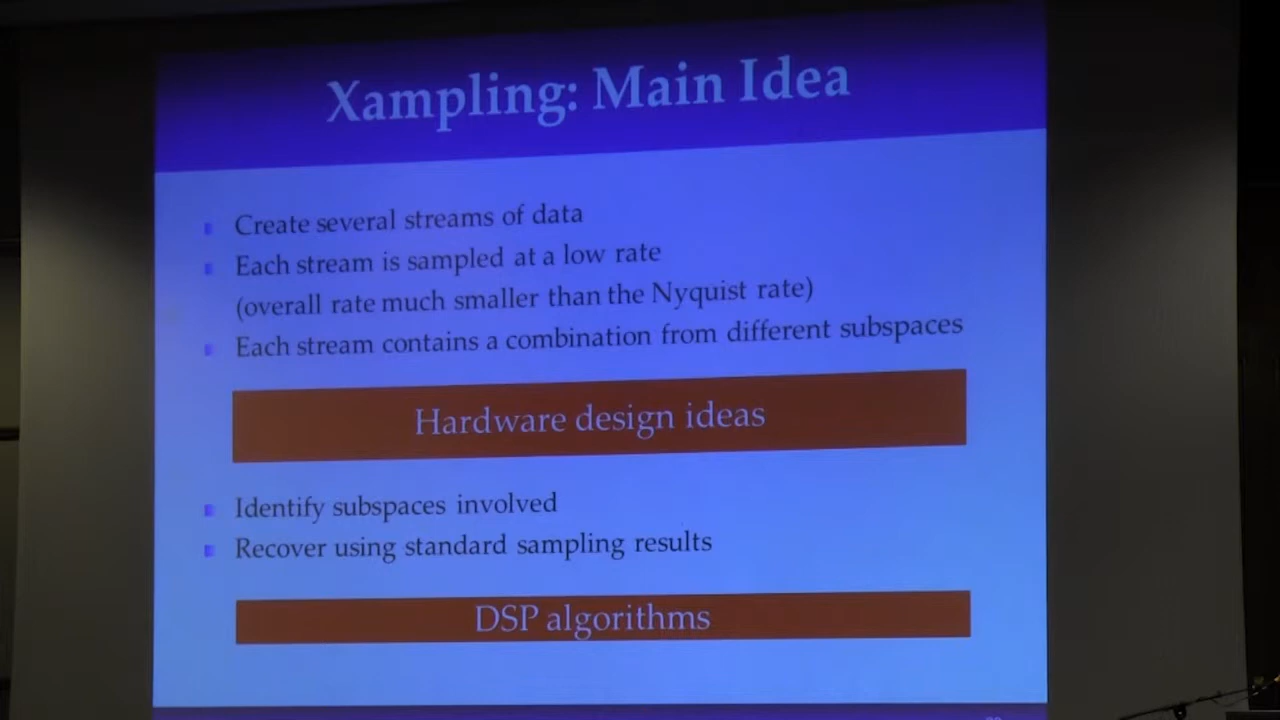 Xampling: Main Idea
Create several streams of data
Each stream is sampled at a low rate
(overall rate much smaller than the Nyquist rate)
Each stream contains a combination from different subspaces
Hardware design ideas
Identify subspaces involved
Recover using standard sampling results
DSP algorithms